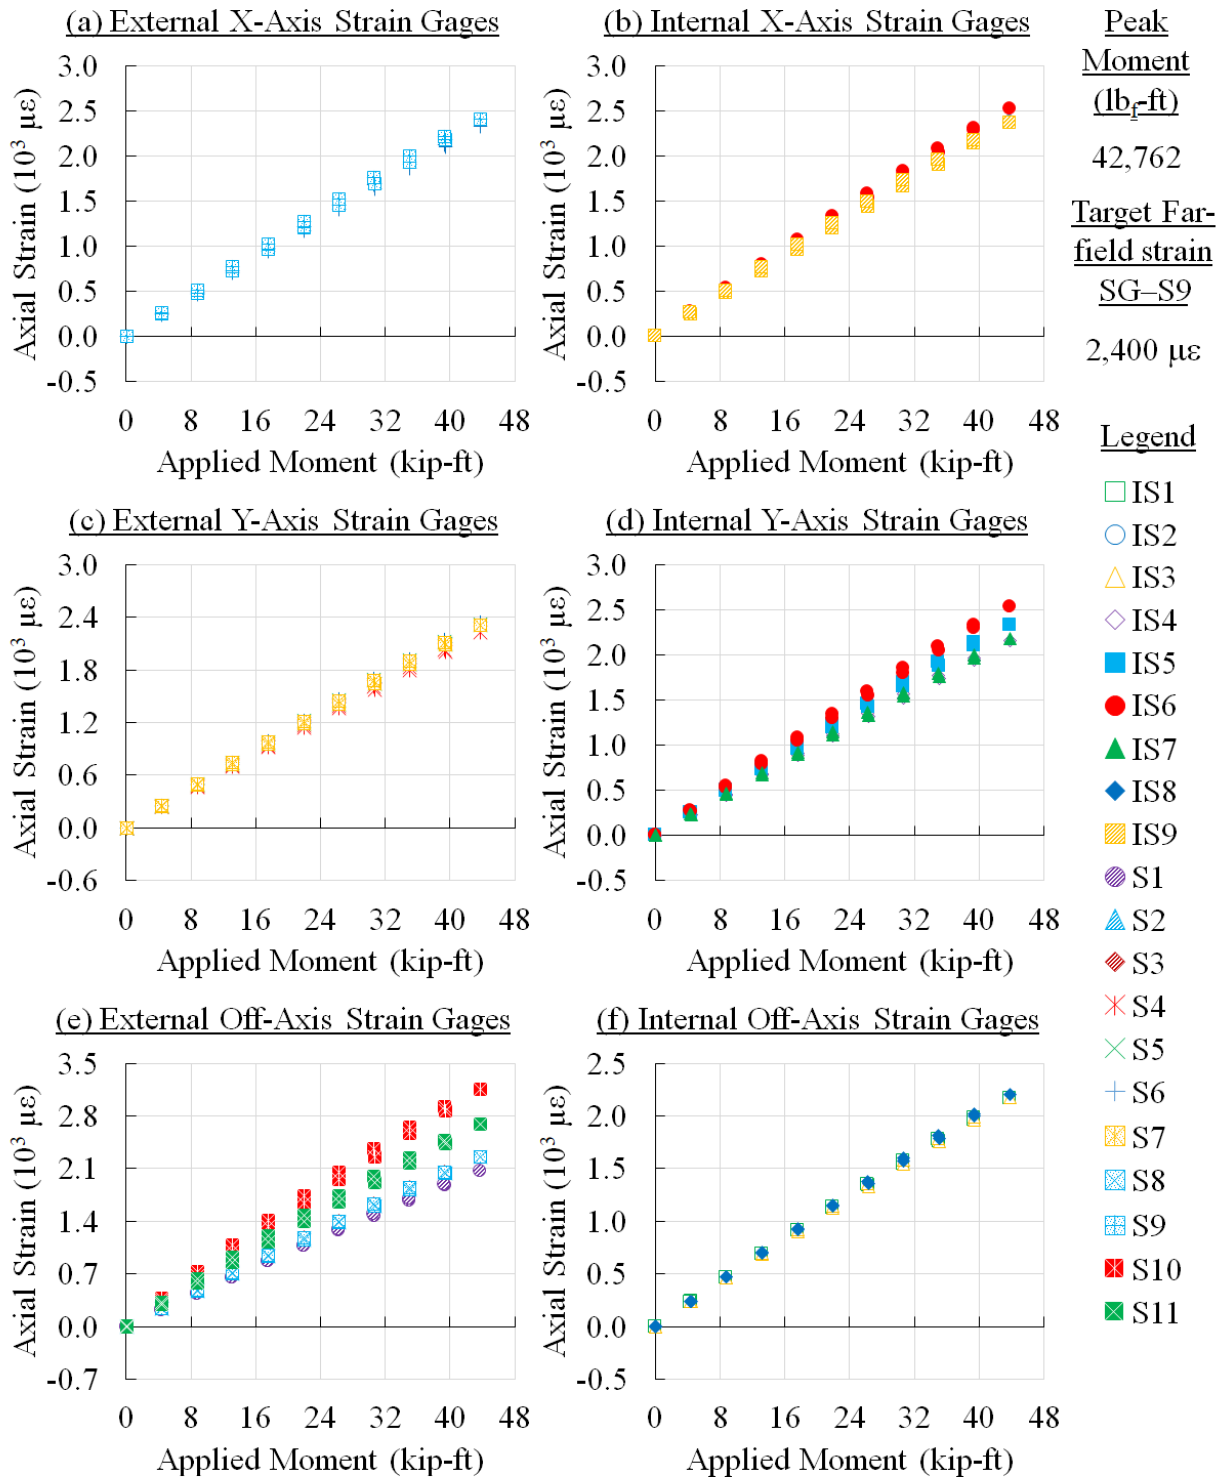 (a) External X-Axis Strain Gages
3.0
2.5
2.0
1.5
1.0
0.5
0.0
-0.5
Axial Strain (10³ με)
0 8 16 24 32 40 48
Applied Moment (kip-ft)
(b) Internal X-Axis Strain Gages
3.0
2.5
2.0
1.5
1.0
0.5
0.0
-0.5
Axial Strain (10³ με)
0 8 16 24 32 40 48
Applied Moment (kip-ft)
Peak
Moment
(lbf-ft)
42,762
Target Far-
field strain
SG–S9
2,400 με
(c) External Y-Axis Strain Gages
3.0
2.4
1.8
1.2
0.6
0.0
-0.6
Axial Strain (10³ με)
0 8 16 24 32 40 48
Applied Moment (kip-ft)
(d) Internal Y-Axis Strain Gages
3.0
2.5
2.0
1.5
1.0
0.5
0.0
-0.5
Axial Strain (10³ με)
0 8 16 24 32 40 48
Applied Moment (kip-ft)
(e) External Off-Axis Strain Gages
3.5
2.8
2.1
1.4
0.7
0.0
-0.7
Axial Strain (10³ με)
0 8 16 24 32 40 48
Applied Moment (kip-ft)
(f) Internal Off-Axis Strain Gages
2.5
2.0
1.5
1.0
0.5
0.0
-0.5
Axial Strain (10³ με)
0 8 16 24 32 40 48
Applied Moment (kip-ft)
Legend
IS1
IS2
IS3
IS4
IS5
IS6
IS7
IS8
IS9
S1
S2
S3
S4
S5
S6
S7
S8
S9
S10
S11